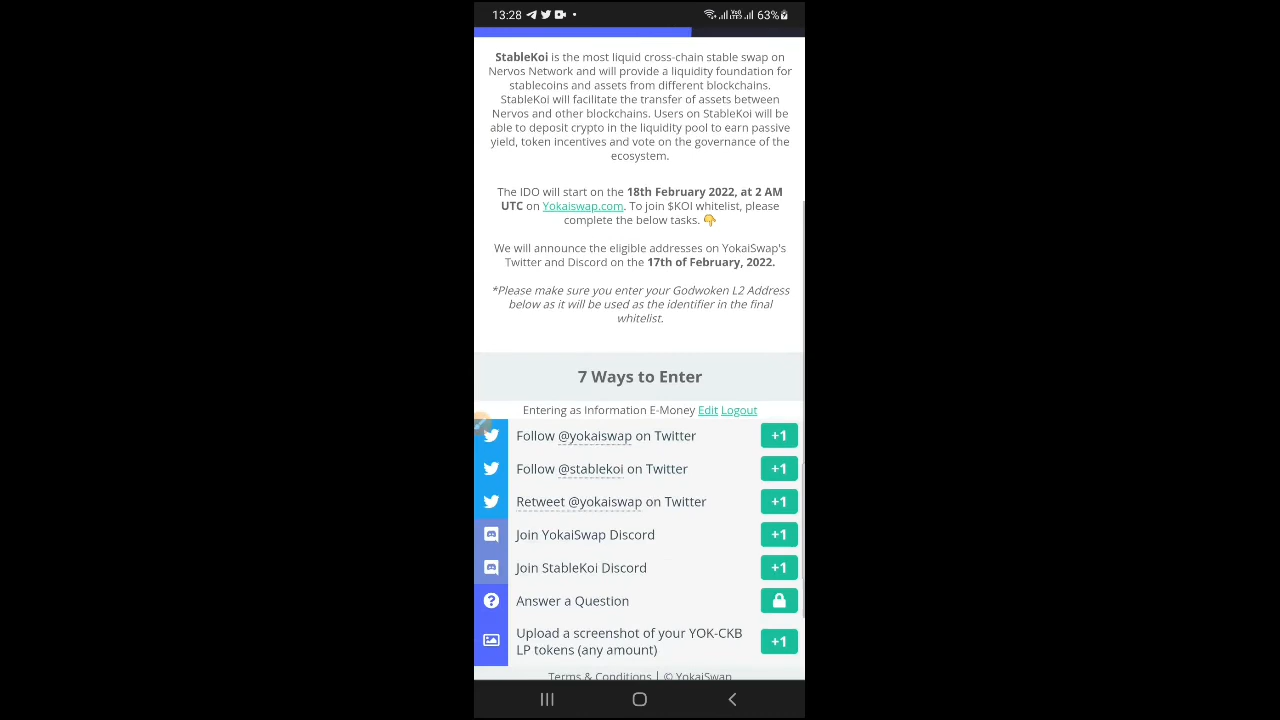 13:28
63%
StableKoi is the most liquid cross-chain stable swap on
Nervos Network and will provide a liquidity foundation for
stablecoins and assets from different blockchains.
StableKoi will facilitate the transfer of assets between
Nervos and other blockchains. Users on StableKoi will be
able to deposit crypto in the liquidity pool to earn passive
yield, token incentives and vote on the governance of the
ecosystem.
The IDO will start on the 18th February 2022, at 2 AM
UTC on Yokaiswap.com. To join $KOI whitelist, please
complete the below tasks. 👇
We will announce the eligible addresses on YokaiSwap's
Twitter and Discord on the 17th of February, 2022.
*Please make sure you enter your Godwoken L2 Address
below as it will be used as the identifier in the final
whitelist.
7 Ways to Enter
Entering as Information E-Money Edit Logout
Follow @yokaiswap on Twitter +1
Follow @stablekoi on Twitter +1
Retweet @yokaiswap on Twitter +1
Join YokaiSwap Discord +1
Join StableKoi Discord +1
Answer a Question
Upload a screenshot of your YOK-CKB
LP tokens (any amount) +1
Terms & Conditions | © YokaiSwap